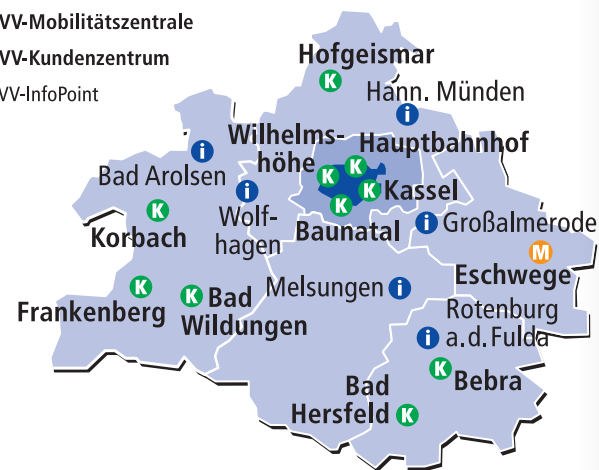 VV-Mobilitätszentrale
VV-Kundenzentrum
VV-InfoPoint
Hofgeismar
K
Hann. Münden
i
Wilhelms-
höhe
K
Hauptbahnhof
K
i
Bad Arolsen
K
Kassel
i
Wolf-
hagen
K
Baunatal
K
Korbach
i
Großalmerode
M
Eschwege
K
Frankenberg
K
Bad
Wildungen
Melsungen
i
Rotenburg
a.d.Fulda
i
K
Bebra
Bad
Hersfeld
K